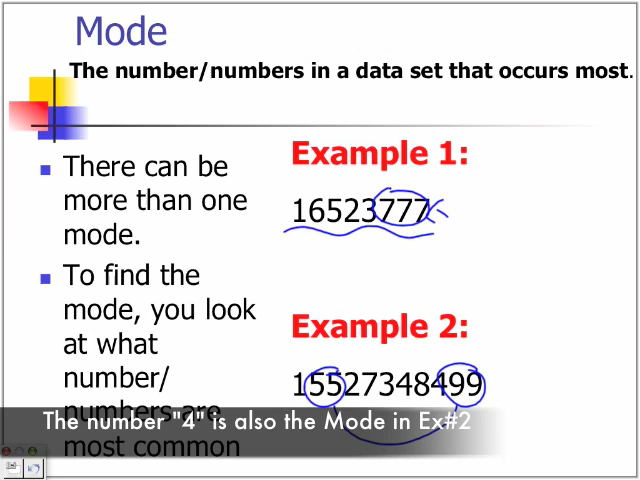 Mode
The number/numbers in a data set that occurs most.
There can be
more than one
mode.
To find the
mode, you look
at what
number/
numbers are
most common
Example 1:
16523777
Example 2:
15527348499
The number "4" is also the Mode in Ex#2